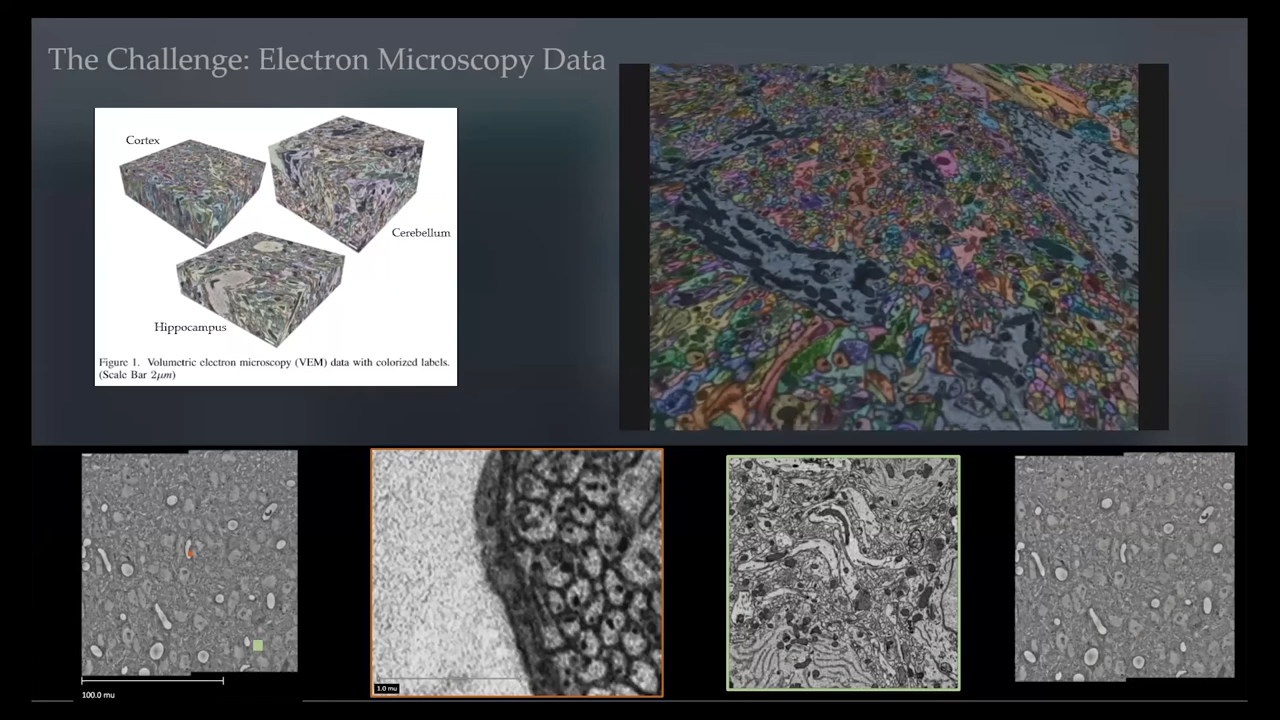 The Challenge: Electron Microscopy Data
Cortex
Cerebellum
Hippocampus
Figure 1. Volumetric electron microscopy (VEM) data with colorized labels.
(Scale Bar 2μm)
1.0 mu
100.0 mu